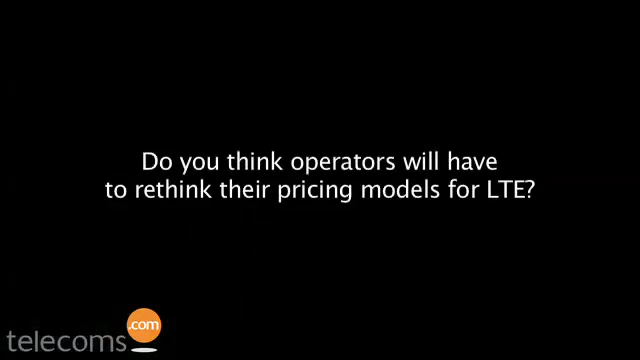 Do you think operators will have
to rethink their pricing models for LTE?
telecoms.com